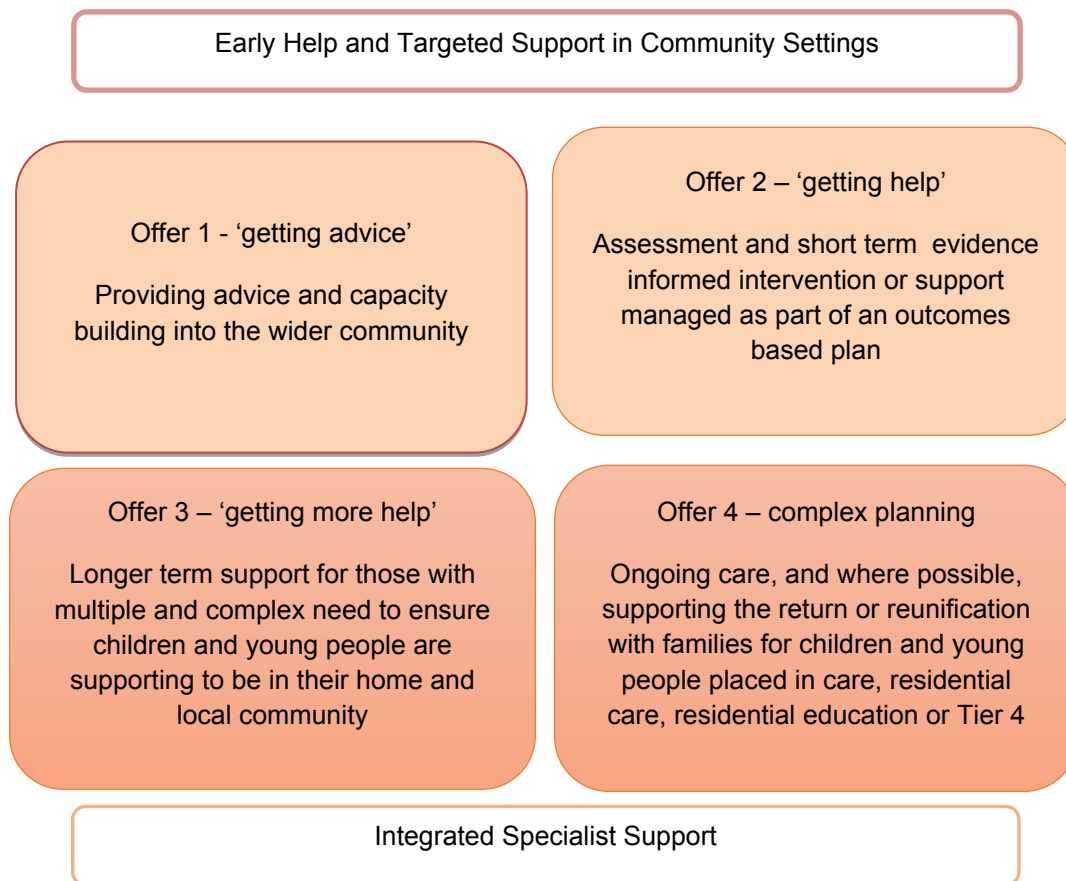 Early Help and Targeted Support in Community Settings
Offer 1 - ‘getting advice’
Providing advice and capacity
building into the wider community
Offer 2 – ‘getting help’
Assessment and short term  evidence
informed intervention or support
managed as part of an outcomes
based plan
Offer 3 – ‘getting more help’
Longer term support for those with
multiple and complex need to ensure
children and young people are
supporting to be in their home and
local community
Offer 4 – complex planning
Ongoing care, and where possible,
supporting the return or reunification
with families for children and young
people placed in care, residential
care, residential education or Tier 4
Integrated Specialist Support